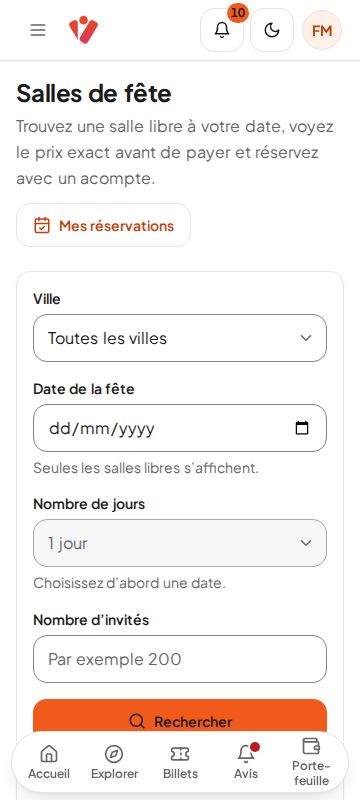 10
FM
Salles de fête
Trouvez une salle libre à votre date, voyez
le prix exact avant de payer et réservez
avec un acompte.
Mes réservations
Ville
Toutes les villes
Date de la fête
dd/mm/yyyy
Seules les salles libres s’affichent.
Nombre de jours
1 jour
Choisissez d’abord une date.
Nombre d’invités
Par exemple 200
Rechercher
Accueil
Explorer
Billets
Avis
Porte-
feuille